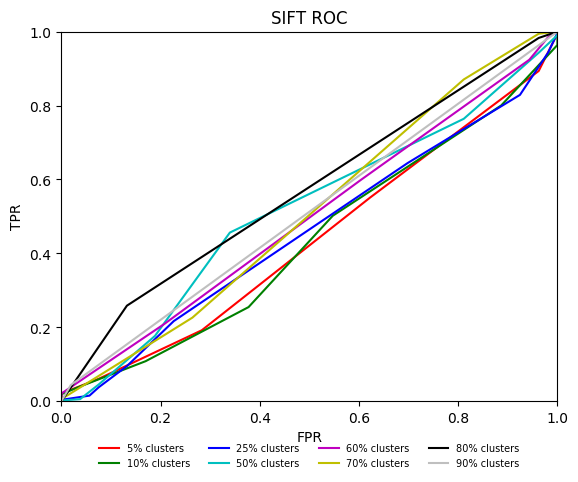 SIFT ROC
1.0
0.8
0.6
0.4
0.2
0.0
TPR
0.0 0.2 0.4 0.6 0.8 1.0
FPR
5% clusters 25% clusters 60% clusters 80% clusters
10% clusters 50% clusters 70% clusters 90% clusters